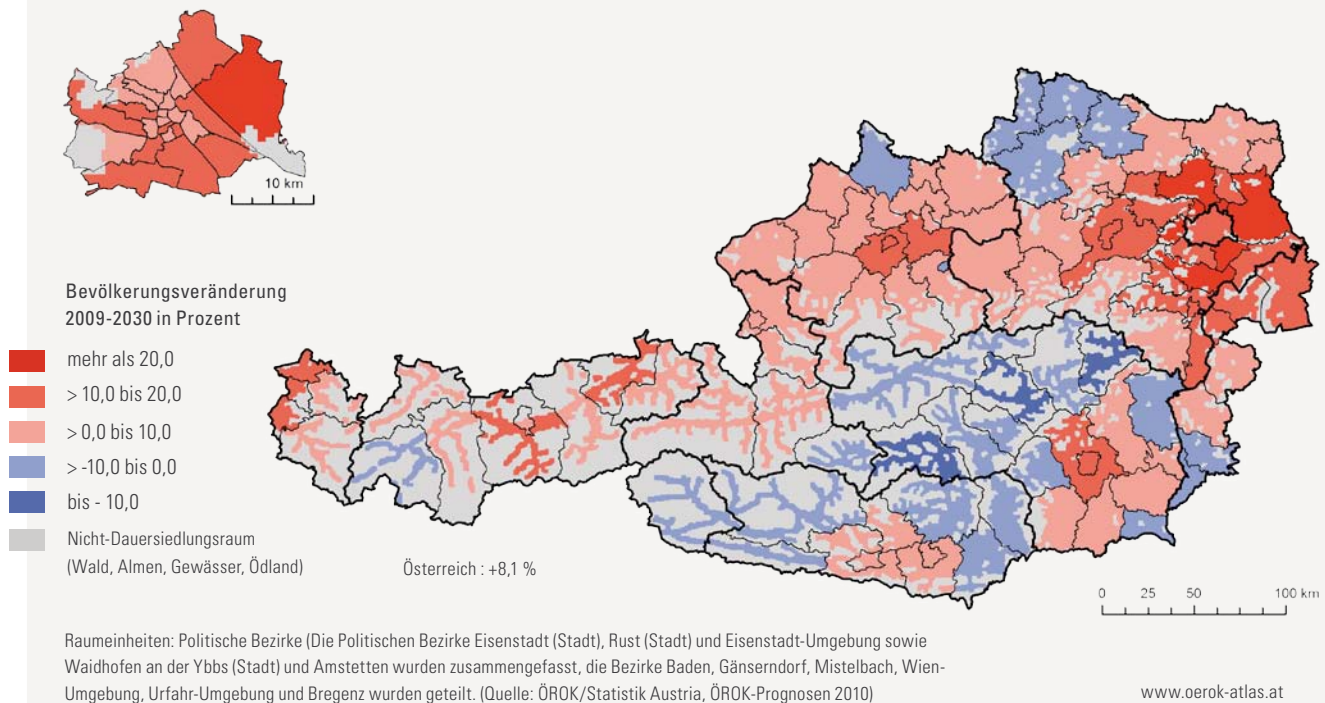 10 km
Bevölkerungsveränderung
2009-2030 in Prozent
mehr als 20,0
> 10,0 bis 20,0
> 0,0 bis 10,0
> -10,0 bis 0,0
bis - 10,0
Nicht-Dauersiedlungsraum
(Wald, Almen, Gewässer, Ödland)
Österreich : +8,1 %
0 25 50 100 km
Raumeinheiten: Politische Bezirke (Die Politischen Bezirke Eisenstadt (Stadt), Rust (Stadt) und Eisenstadt-Umgebung sowie
Waidhofen an der Ybbs (Stadt) und Amstetten wurden zusammengefasst, die Bezirke Baden, Gänserndorf, Mistelbach, Wien-
Umgebung, Urfahr-Umgebung und Bregenz wurden geteilt. (Quelle: ÖROK/Statistik Austria, ÖROK-Prognosen 2010)
www.oerok-atlas.at